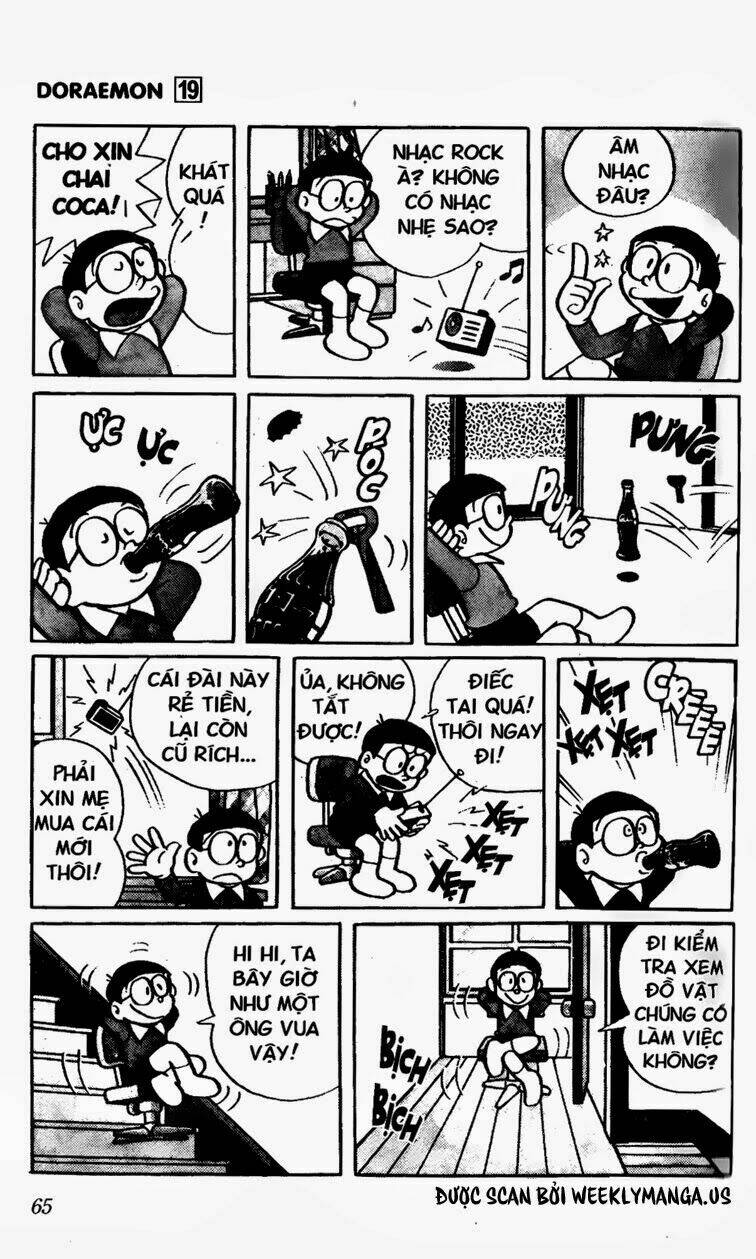 DORAEMON 19
ÂM
NHẠC
ĐÂU?
NHẠC ROCK
À? KHÔNG
CÓ NHẠC
NHẸ SAO?
KHÁT
QUÁ
!
CHO XIN
CHAI
COCA!
PƯNG
PƯNG
POC
ỰC
ỰC
CREEE
XẸT
XẸT XẸT
ĐIẾC
TAI QUÁ!
THÔI NGAY
ĐI!
ỦA, KHÔNG
TẮT
ĐƯỢC!
XẸT
XẸT
XẸT
CÁI ĐÀI NÀY
RẺ TIỀN,
LẠI CÒN
CŨ RÍCH...
PHẢI
XIN MẸ
MUA CÁI
MỚI
THÔI!
ĐI KIỂM
TRA XEM
ĐỒ VẬT
CHÚNG CÓ
LÀM VIỆC
KHÔNG?
BỊCH
BỊCH
HI HI, TA
BÂY GIỜ
NHƯ MỘT
ÔNG VUA
VẬY!
65
ĐƯỢC SCAN BỞI WEEKLYMANGA.US